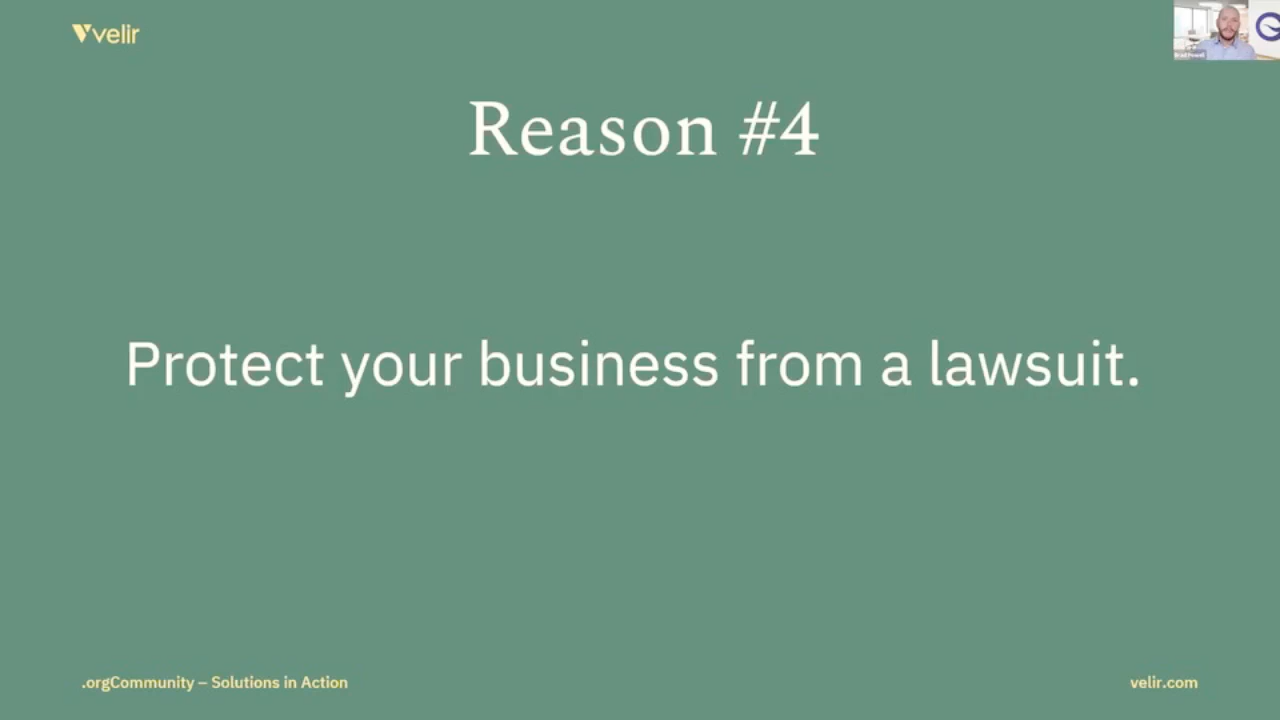 velir
Reason #4
Protect your business from a lawsuit.
.orgCommunity – Solutions in Action
velir.com